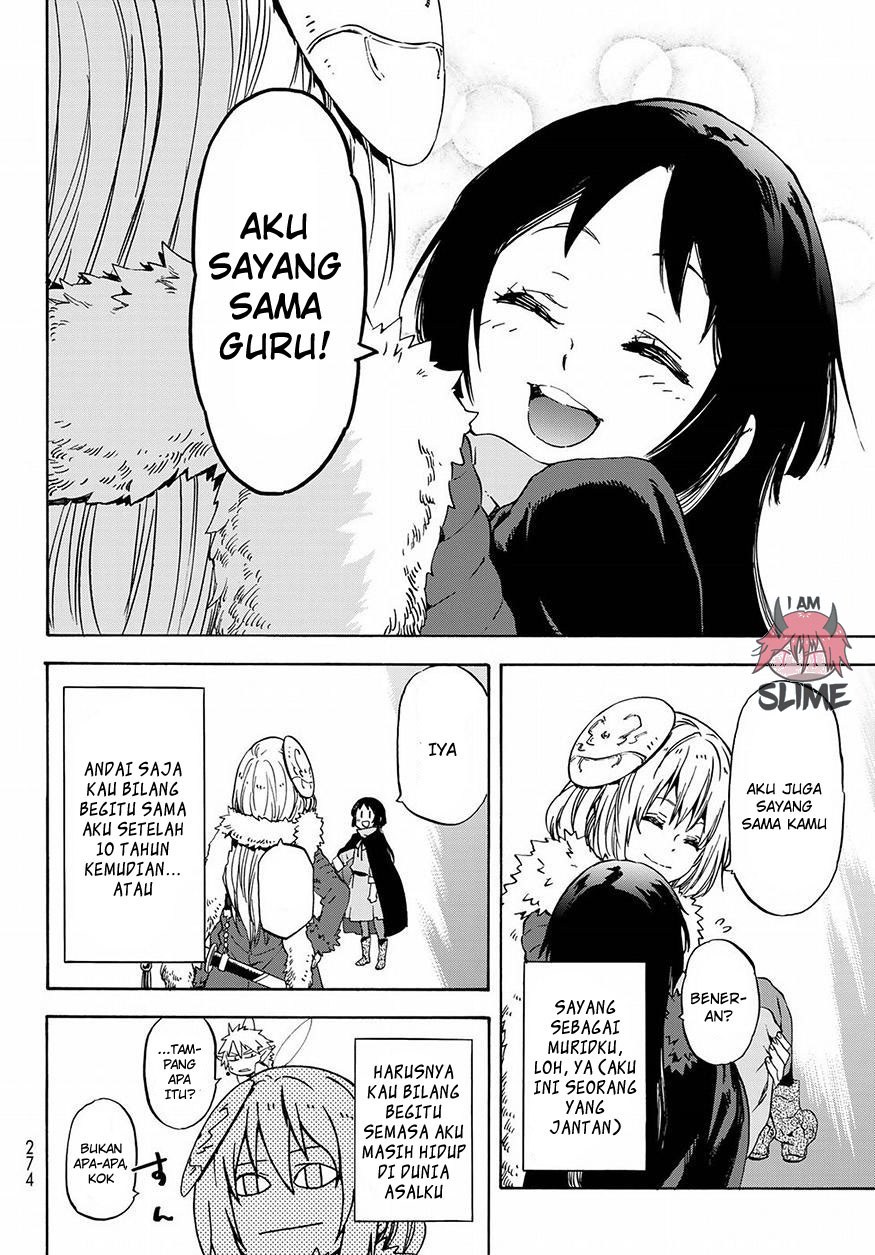 AKU
SAYANG
SAMA
GURU!
I AM
SLIME
AKU JUGA
SAYANG
SAMA KAMU
BENER-
AN?
SAYANG
SEBAGAI
MURIDKU,
LOH, YA (AKU
INI SEORANG
YANG
JANTAN)
IYA
ANDAI SAJA
KAU BILANG
BEGITU SAMA
AKU SETELAH
10 TAHUN
KEMUDIAN...
ATAU
HARUSNYA
KAU BILANG
BEGITU
SEMASA AKU
MASIH HIDUP
DI DUNIA
ASALKU
...TAM-
PANG
APA
ITU?
BUKAN
APA-APA,
KOK
すん
274